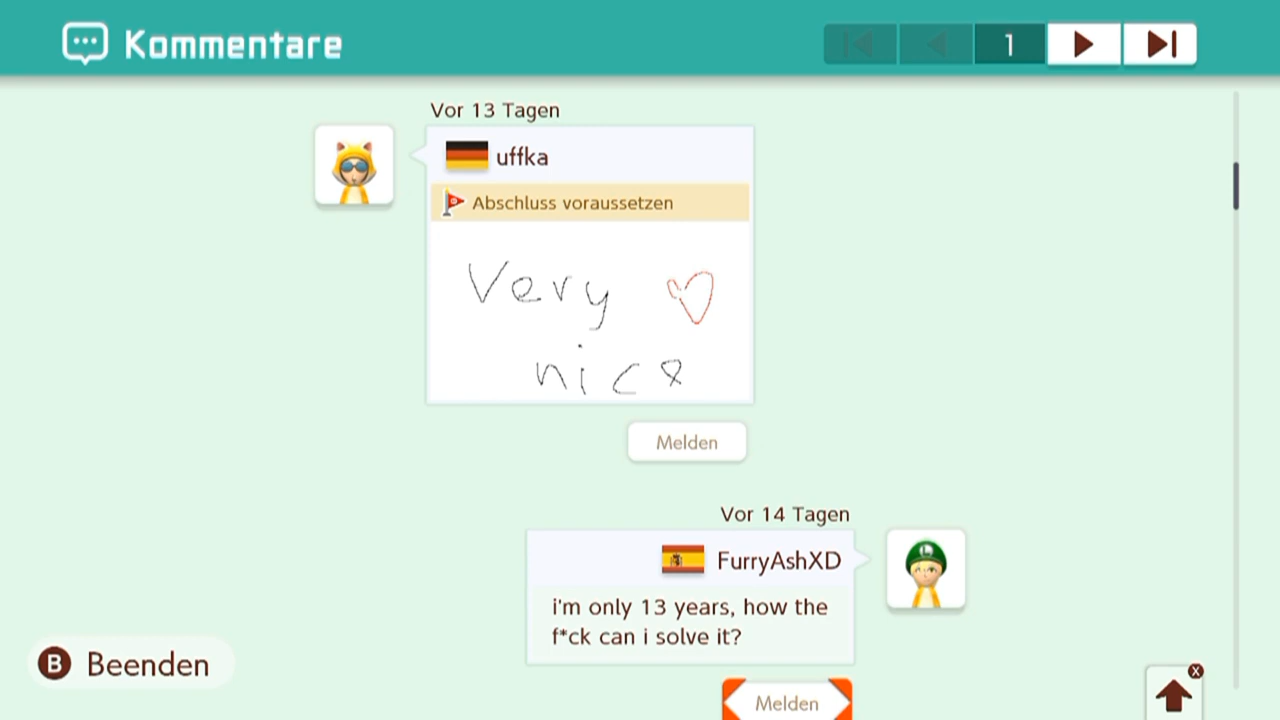 Kommentare
1
Vor 13 Tagen
uffka
Abschluss voraussetzen
Very
nice
Melden
Vor 14 Tagen
FurryAshXD
i'm only 13 years, how the
f*ck can i solve it?
B Beenden
Melden
X